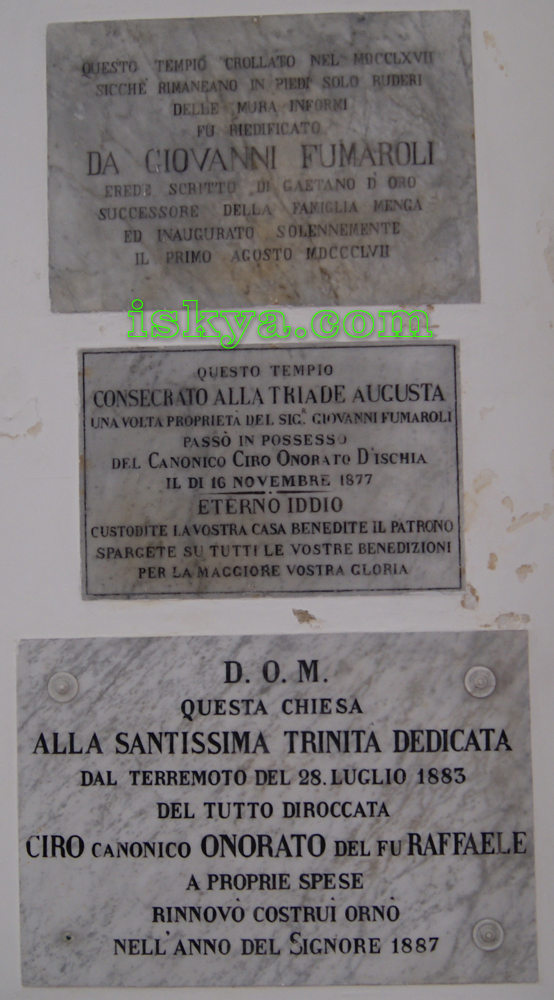 QUESTO TEMPIO CROLLATO NEL MDCCLXVII
SICCHÈ RIMANEANO IN PIEDI SOLO RUDERI
DELLE MURA INFORMI
FU RIEDIFICATO
DA GIOVANNI FUMAROLI
EREDE SCRITTO DI GAETANO D'ORO
SUCCESSORE DELLA FAMIGLIA MENGA
ED INAUGURATO SOLENNEMENTE
IL PRIMO AGOSTO MDCCCLVII
iskya.com
QUESTO TEMPIO
CONSECRATO ALLA TRIADE AUGUSTA
UNA VOLTA PROPRIETÀ DEL SIG.R GIOVANNI FUMAROLI
PASSÒ IN POSSESSO
DEL CANONICO CIRO ONORATO D'ISCHIA
IL DI 16 NOVEMBRE 1877
ETERNO IDDIO
CUSTODITE LA VOSTRA CASA BENEDITE IL PATRONO
SPARGETE SU TUTTI LE VOSTRE BENEDIZIONI
PER LA MAGGIORE VOSTRA GLORIA
D. O. M.
QUESTA CHIESA
ALLA SANTISSIMA TRINITÀ DEDICATA
DAL TERREMOTO DEL 28. LUGLIO 1883
DEL TUTTO DIROCCATA
CIRO CANONICO ONORATO DEL FU RAFFAELE
A PROPRIE SPESE
RINNOVÒ COSTRUÌ ORNÒ
NELL'ANNO DEL SIGNORE 1887